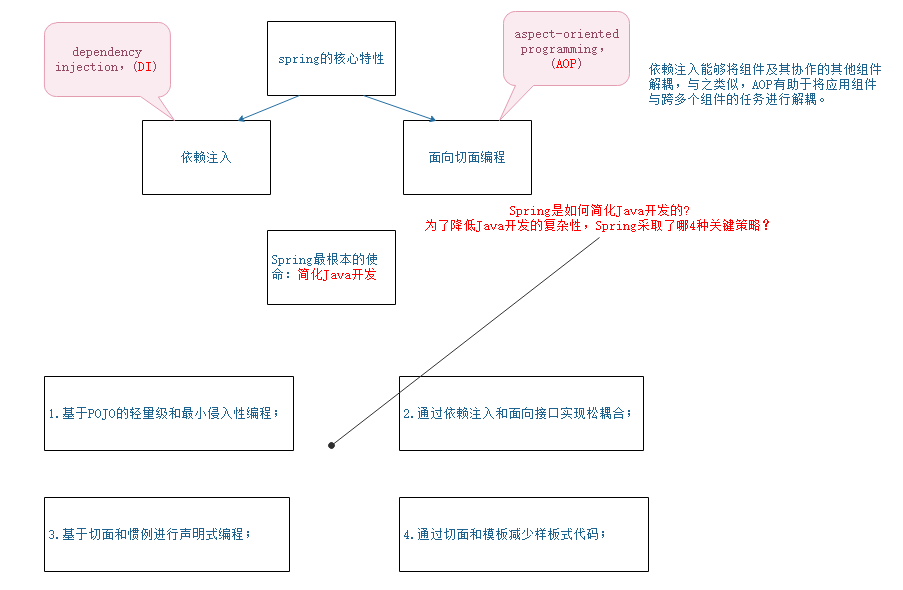 dependency
injection，(DI)
spring的核心特性
aspect-oriented
programming，
(AOP)
依赖注入能够将组件及其协作的其他组件
解耦，与之类似，AOP有助于将应用组件
与跨多个组件的任务进行解耦。
依赖注入
面向切面编程
Spring是如何简化Java开发的?
为了降低Java开发的复杂性，Spring采取了哪4种关键策略？
Spring最根本的使
命：简化Java开发
1.基于POJO的轻量级和最小侵入性编程；
2.通过依赖注入和面向接口实现松耦合；
3.基于切面和惯例进行声明式编程；
4.通过切面和模板减少样板式代码；